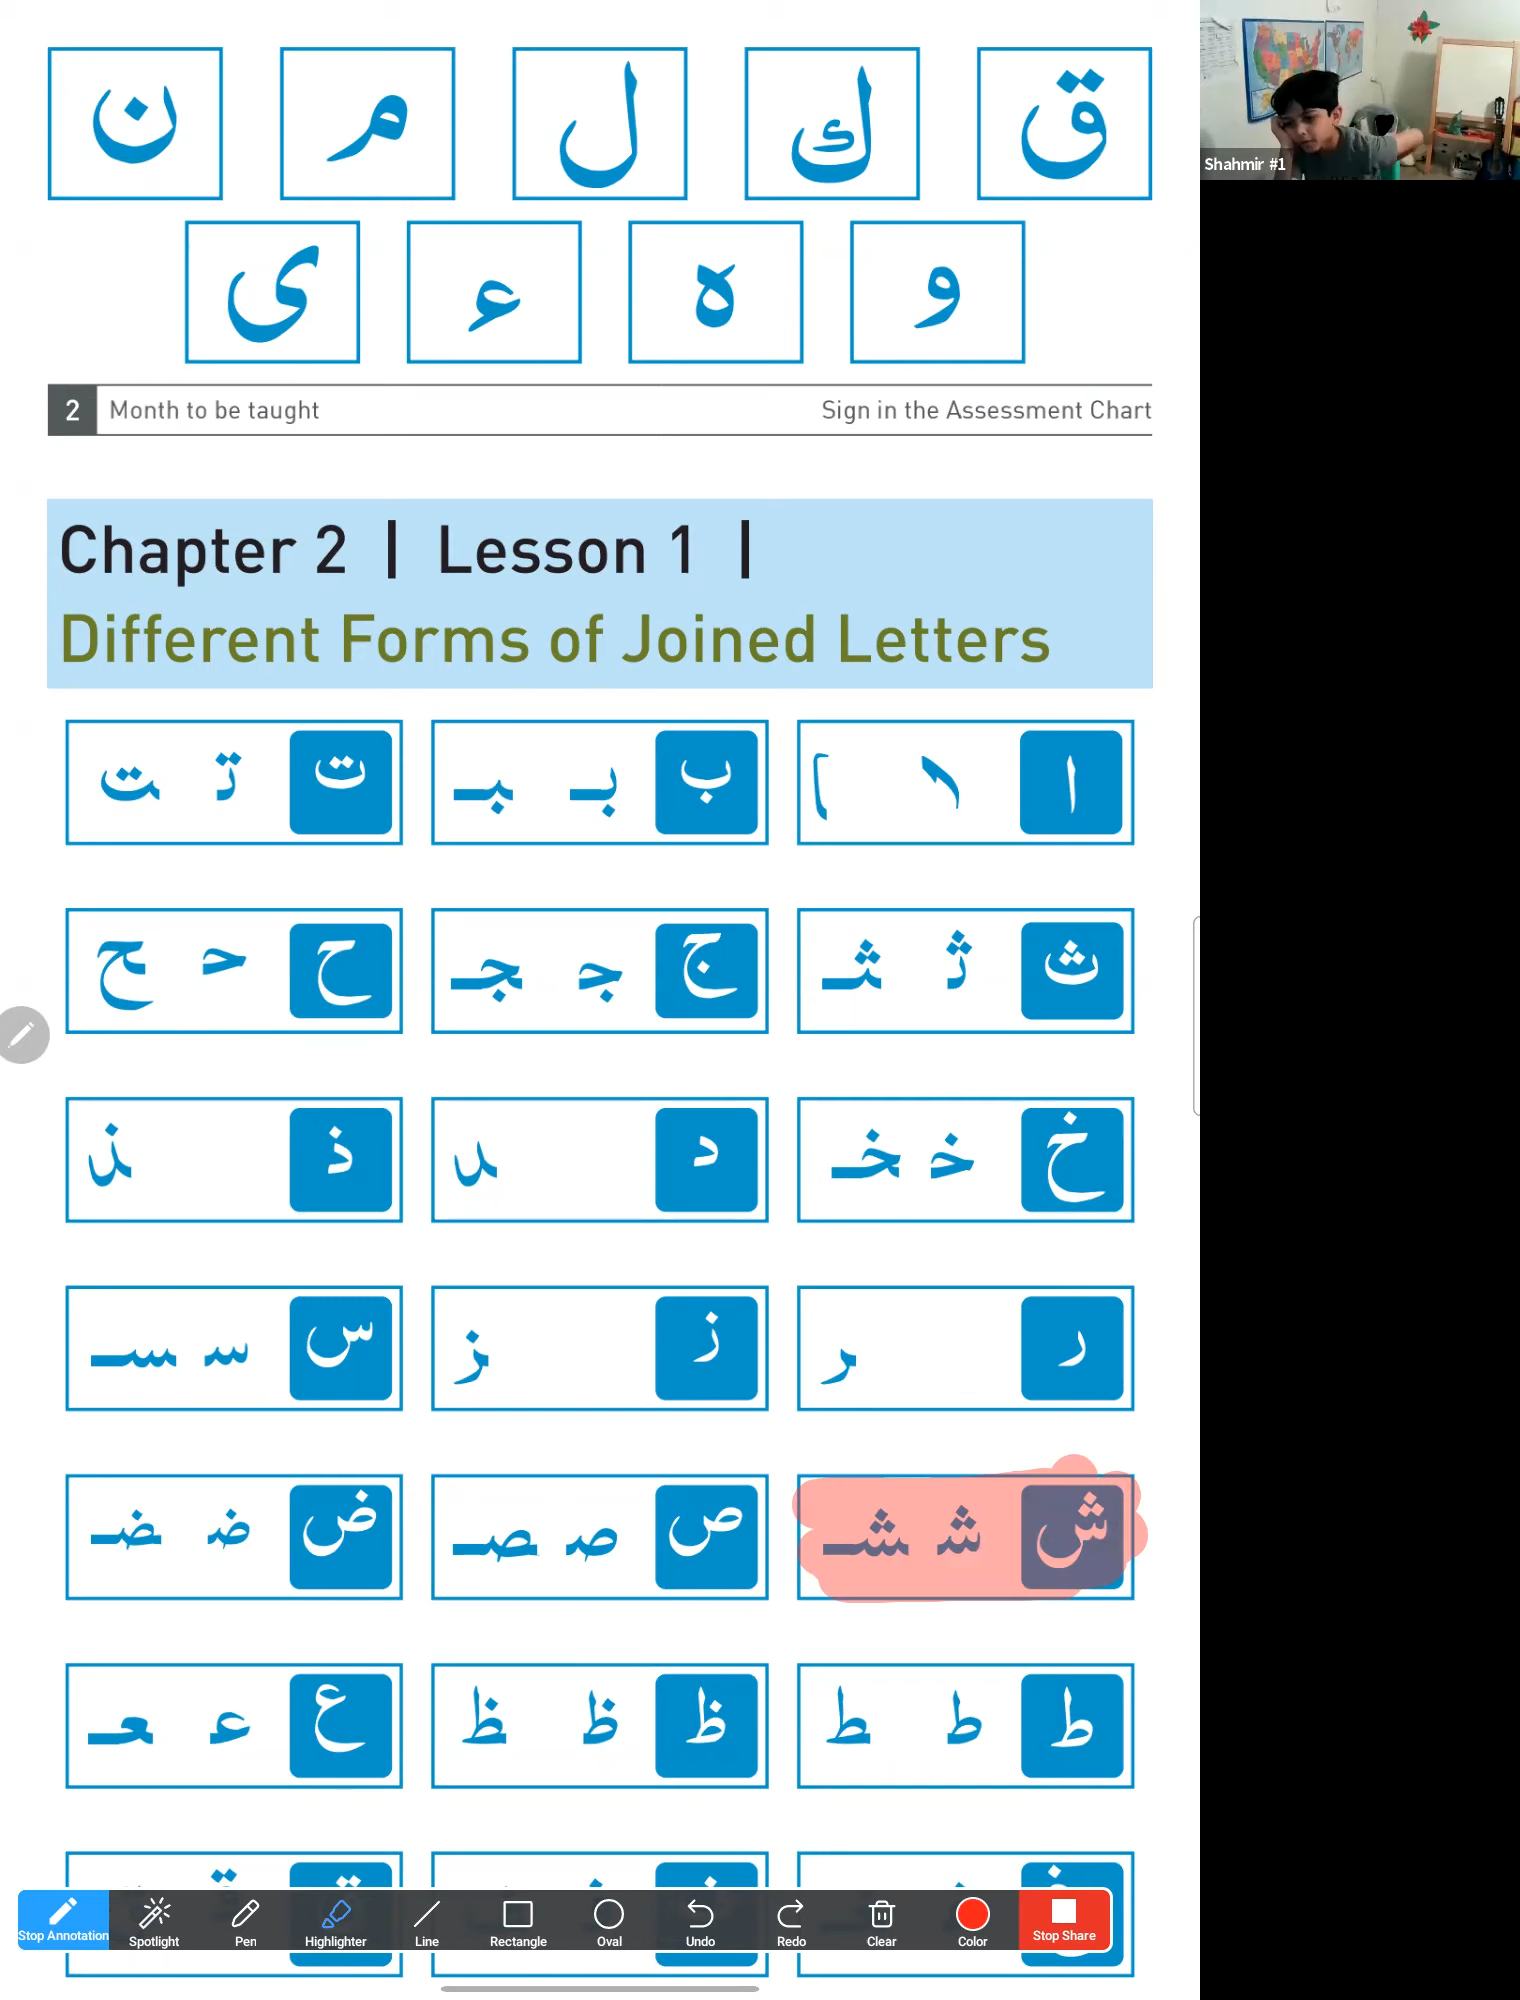 ق ك ل م ن
و ه ء ى
2 Month to be taught Sign in the Assessment Chart
Chapter 2 | Lesson 1 |
Different Forms of Joined Letters
ا ـا ـا ب بـ ـبـ ت تـ ـت
ث ثـ ـثـ ج جـ ـجـ ح حـ ـح
خ خـ ـخـ د ـد ذ ـذ
ر ـر ز ـز س سـ ـسـ
ش شـ ـشـ ص صـ ـصـ ض ضـ ـضـ
ط طـ ـط ظ ظـ ـظ ع عـ ـعـ
Stop Annotation Spotlight Pen Highlighter Line Rectangle Oval Undo Redo Clear Color Stop Share
Shahmir #1